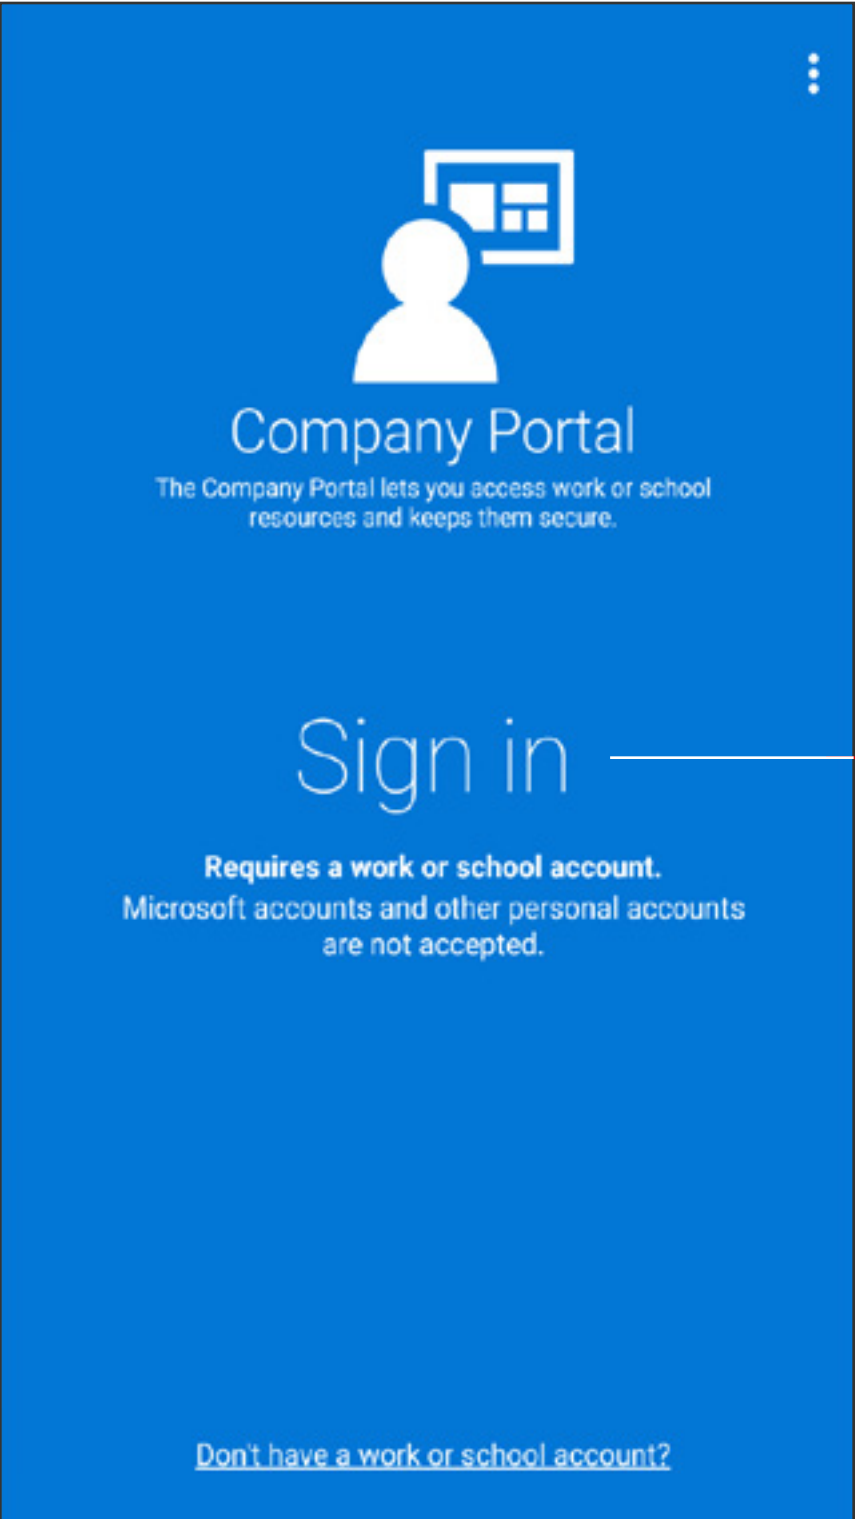 Company Portal
The Company Portal lets you access work or school
resources and keeps them secure.
Sign in
Requires a work or school account.
Microsoft accounts and other personal accounts
are not accepted.
Don't have a work or school account?